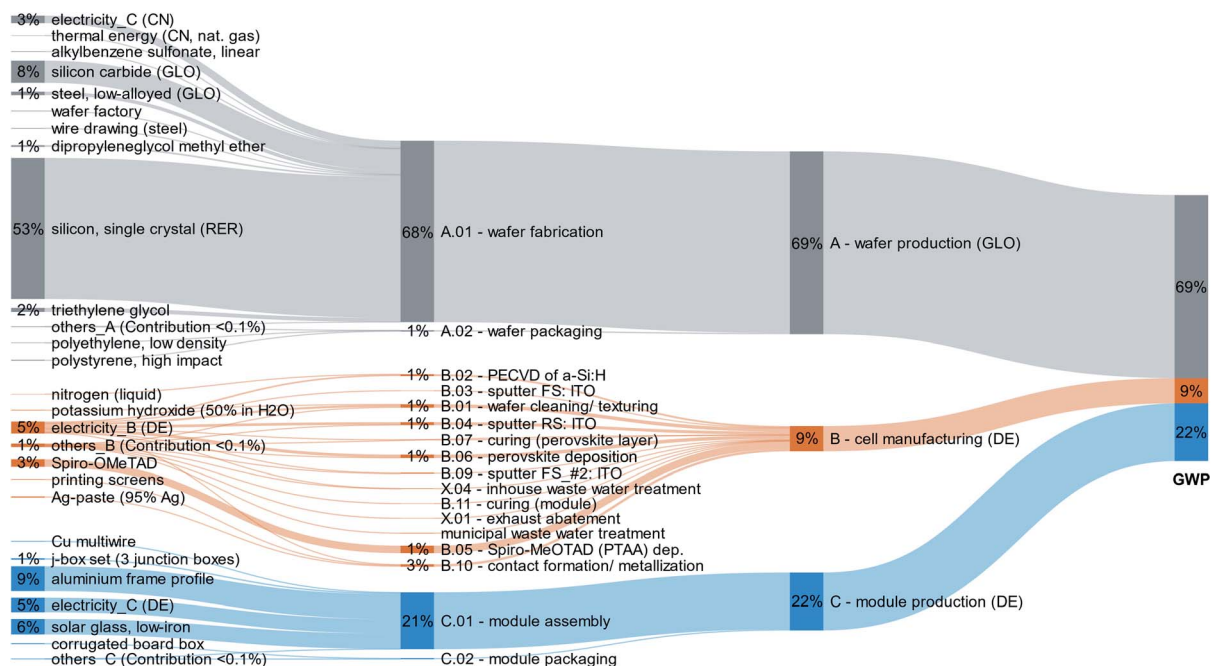 3% electricity_C (CN)
thermal energy (CN, nat. gas)
alkylbenzene sulfonate, linear
8% silicon carbide (GLO)
1% steel, low-alloyed (GLO)
wafer factory
wire drawing (steel)
1% dipropyleneglycol methyl ether
53% silicon, single crystal (RER)
2% triethylene glycol
others_A (Contribution <0.1%)
polyethylene, low density
polystyrene, high impact
nitrogen (liquid)
potassium hydroxide (50% in H2O)
5% electricity_B (DE)
1% others_B (Contribution <0.1%)
3% Spiro-OMeTAD
printing screens
Ag-paste (95% Ag)
Cu multiwire
1% j-box set (3 junction boxes)
9% aluminium frame profile
5% electricity_C (DE)
6% solar glass, low-iron
corrugated board box
others_C (Contribution <0.1%)
68% A.01 - wafer fabrication
1% A.02 - wafer packaging
1% B.02 - PECVD of a-Si:H
B.03 - sputter FS: ITO
1% B.01 - wafer cleaning/ texturing
1% B.04 - sputter RS: ITO
B.07 - curing (perovskite layer)
1% B.06 - perovskite deposition
B.09 - sputter FS_#2: ITO
X.04 - inhouse waste water treatment
B.11 - curing (module)
X.01 - exhaust abatement
municipal waste water treatment
1% B.05 - Spiro-MeOTAD (PTAA) dep.
3% B.10 - contact formation/ metallization
21% C.01 - module assembly
C.02 - module packaging
69% A - wafer production (GLO)
9% B - cell manufacturing (DE)
22% C - module production (DE)
69%
9%
22%
GWP